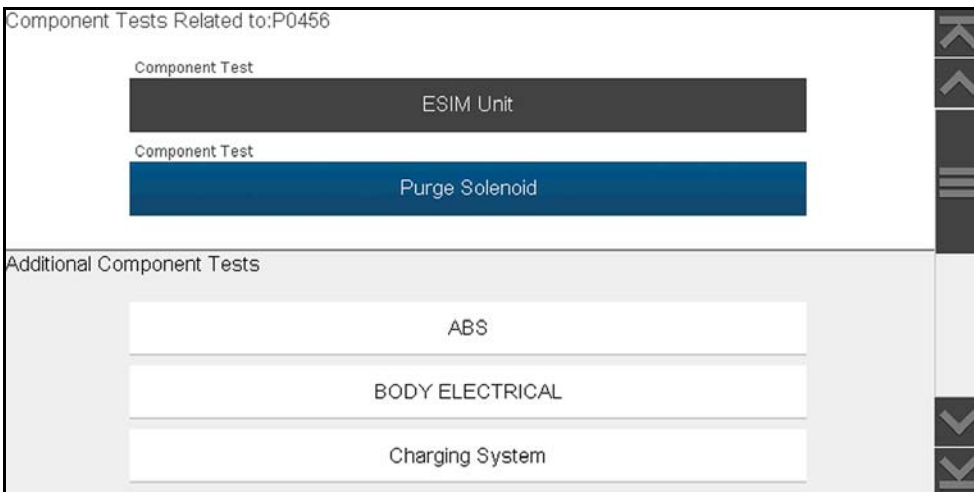 Component Tests Related to:P0456
Component Test
ESIM Unit
Component Test
Purge Solenoid
Additional Component Tests
ABS
BODY ELECTRICAL
Charging System